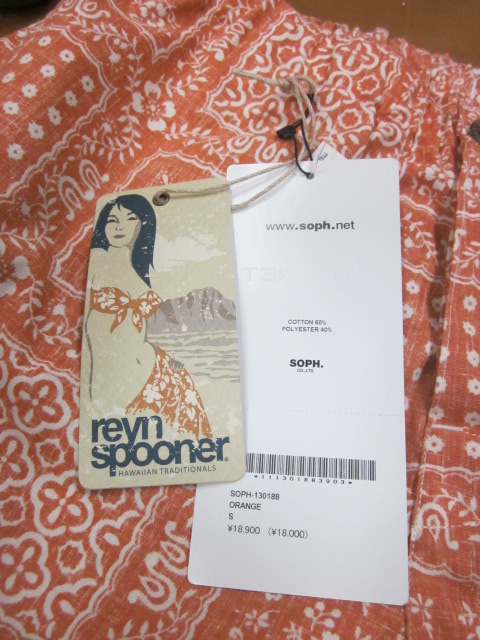 reyn
spooner®
HAWAIIAN TRADITIONALS
www.soph.net
COTTON 60%
POLYESTER 40%
SOPH.
CO.,LTD.
*111301883903*
SOPH-130188
ORANGE
S
¥18,900 (¥18,000)